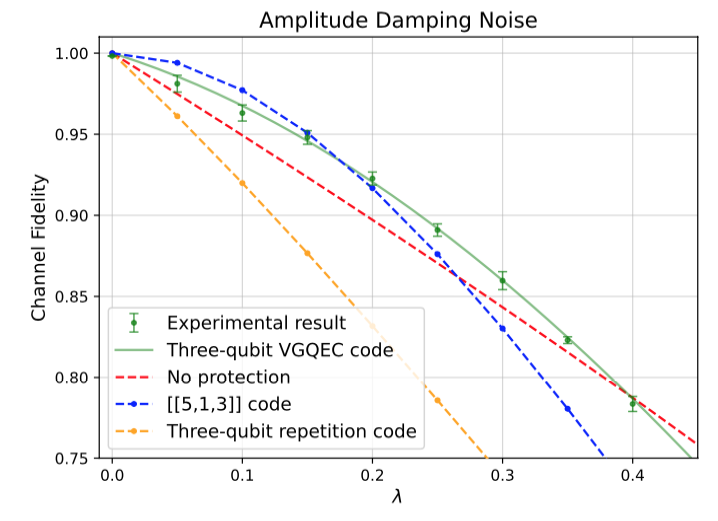 Amplitude Damping Noise
Channel Fidelity
1.00
0.95
0.90
0.85
0.80
0.75
Experimental result
Three-qubit VGQEC code
No protection
[[5,1,3]] code
Three-qubit repetition code
0.0
0.1
0.2
0.3
0.4
λ